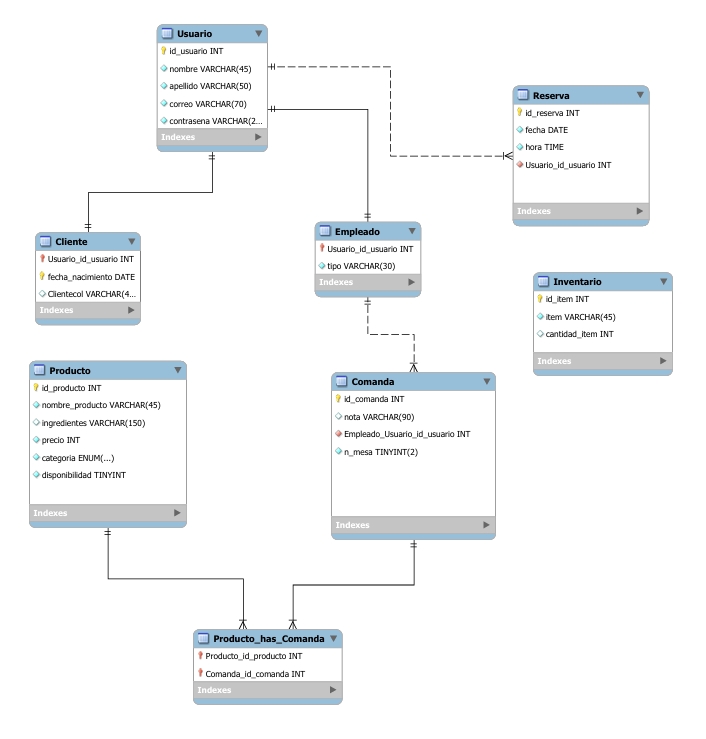 Usuario
id_usuario INT
nombre VARCHAR(45)
apellido VARCHAR(50)
correo VARCHAR(70)
contrasena VARCHAR(2...
Indexes
Reserva
id_reserva INT
fecha DATE
hora TIME
Usuario_id_usuario INT
Indexes
Cliente
Usuario_id_usuario INT
fecha_nacimiento DATE
Clientecol VARCHAR(4...
Indexes
Empleado
Usuario_id_usuario INT
tipo VARCHAR(30)
Indexes
Inventario
id_item INT
item VARCHAR(45)
cantidad_item INT
Indexes
Producto
id_producto INT
nombre_producto VARCHAR(45)
ingredientes VARCHAR(150)
precio INT
categoria ENUM(...)
disponibilidad TINYINT
Indexes
Comanda
id_comanda INT
nota VARCHAR(90)
Empleado_Usuario_id_usuario INT
n_mesa TINYINT(2)
Indexes
Producto_has_Comanda
Producto_id_producto INT
Comanda_id_comanda INT
Indexes